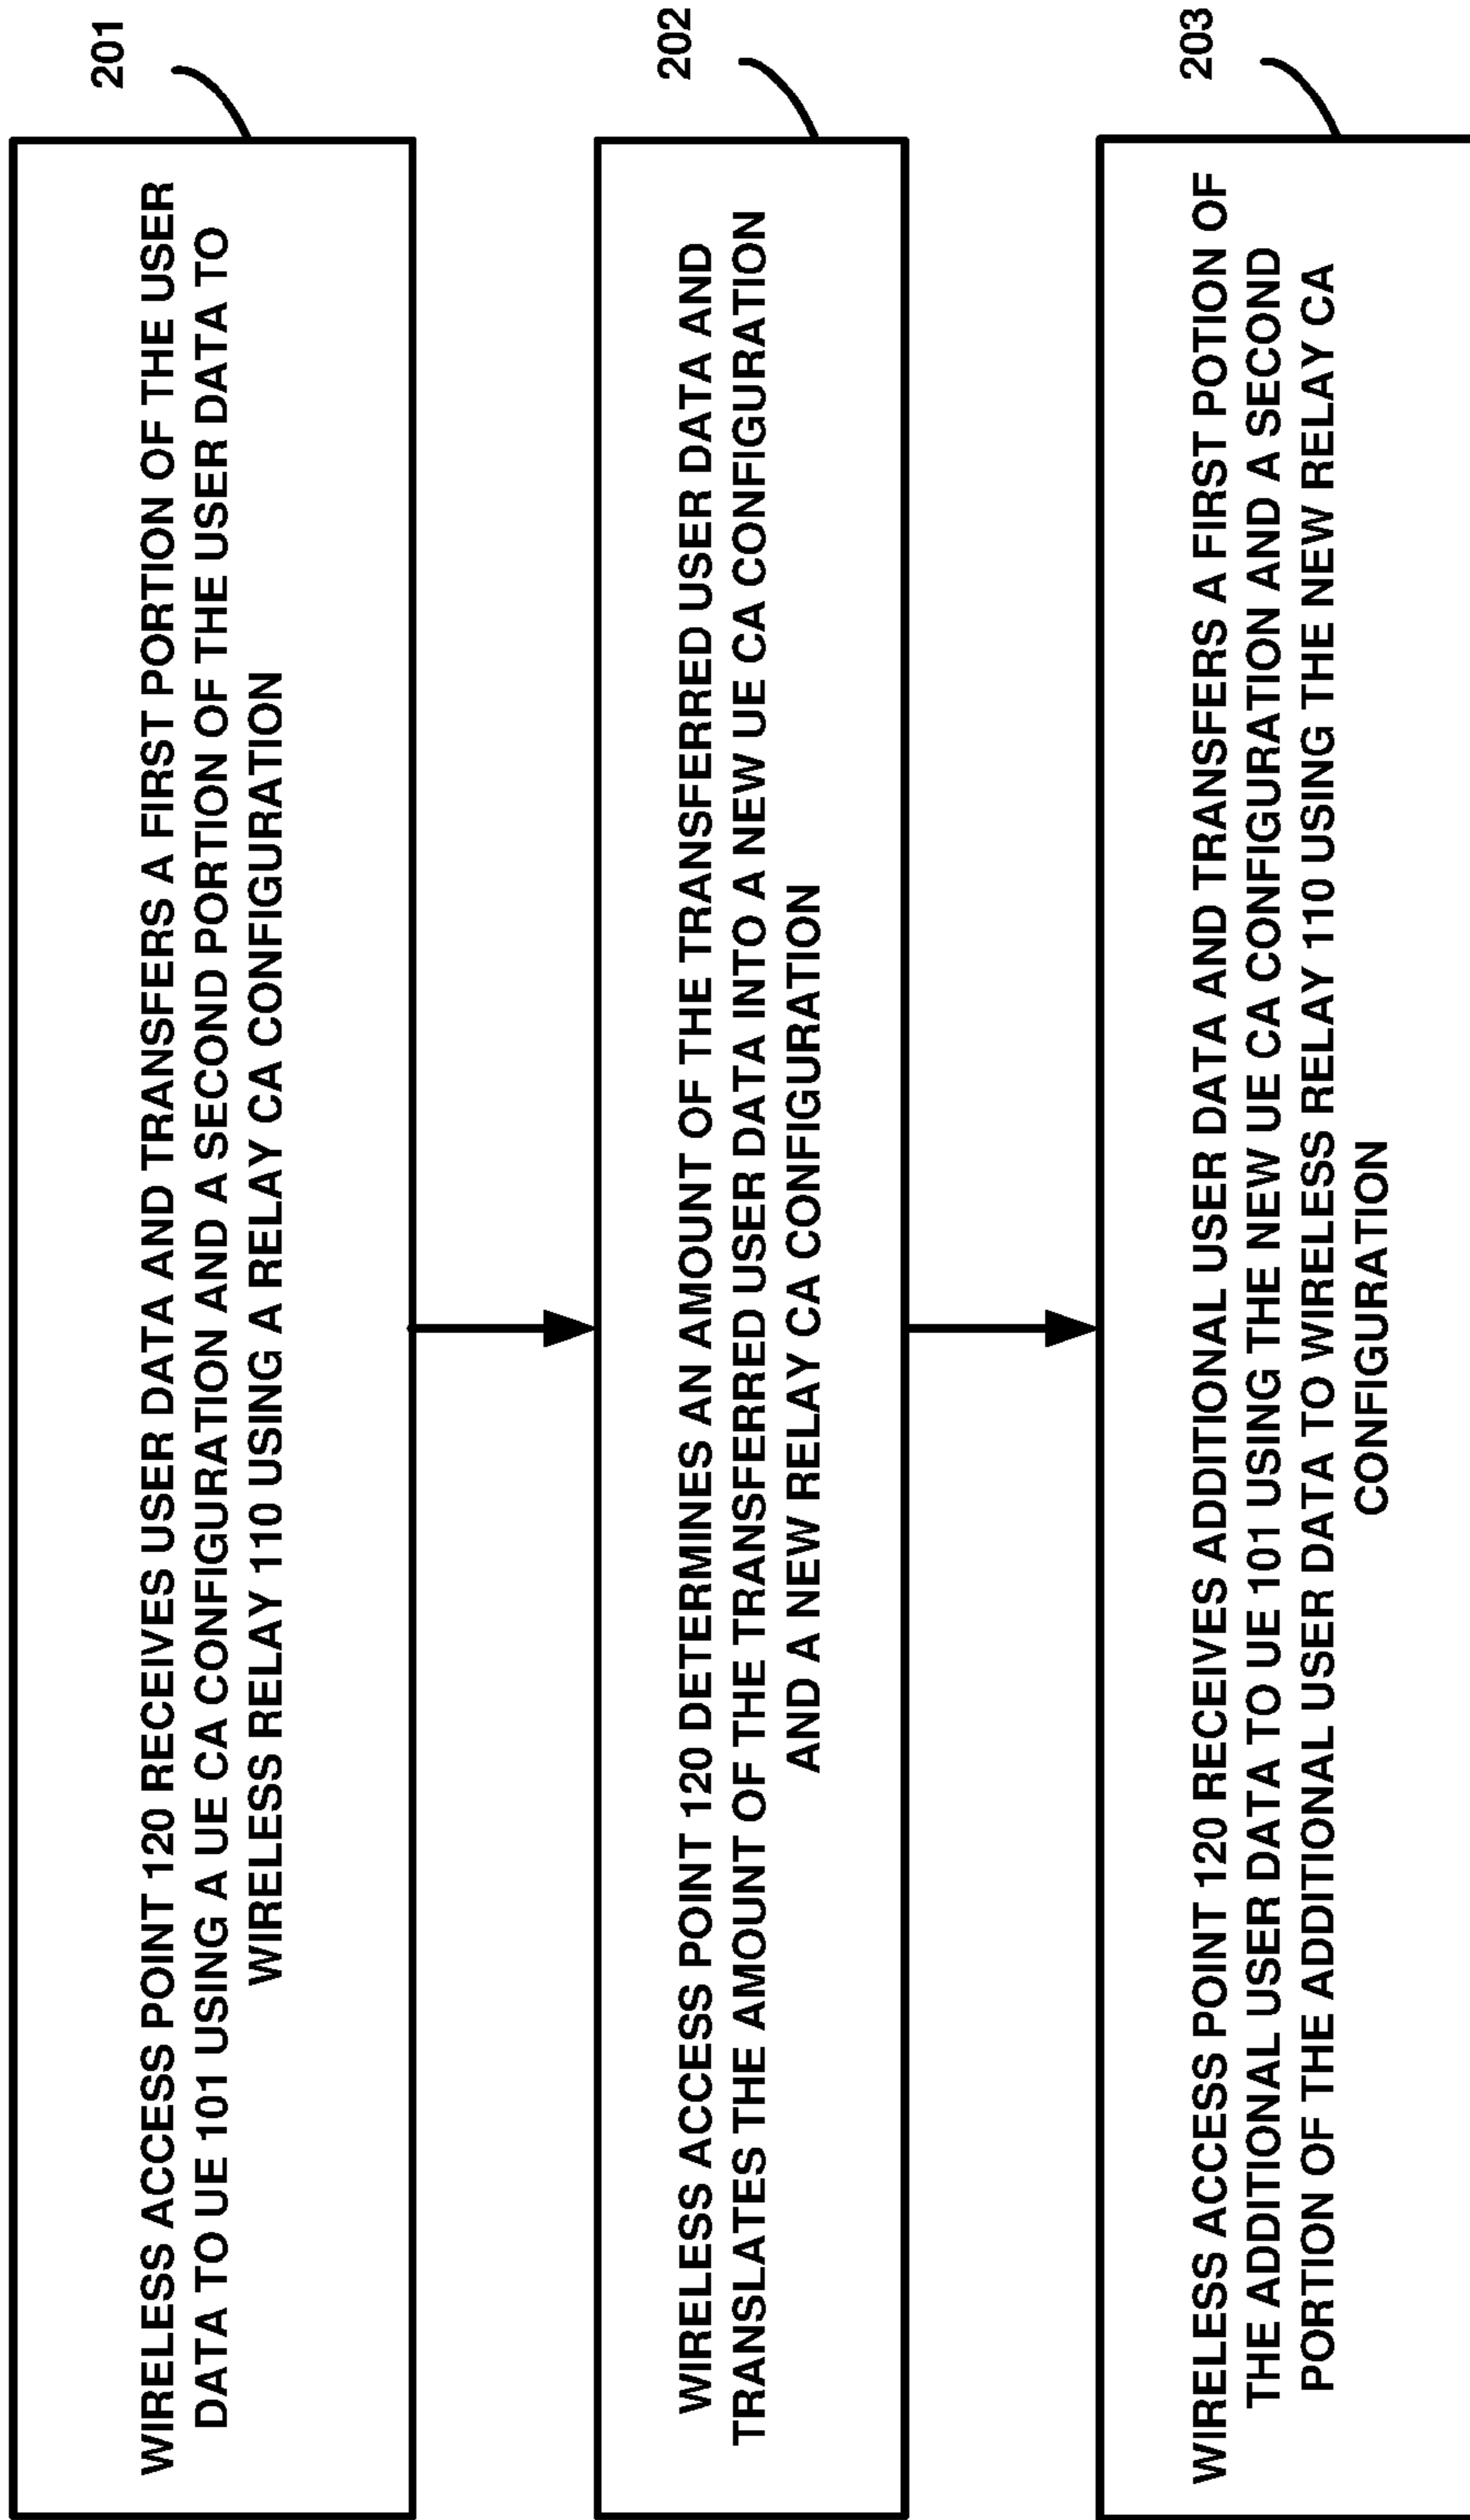 201
WIRELESS ACCESS POINT 120 RECEIVES USER DATA AND TRANSFERS A FIRST PORTION OF THE USER
DATA TO UE 101 USING A UE CA CONFIGURATION AND A SECOND PORTION OF THE USER DATA TO
WIRELESS RELAY 110 USING A RELAY CA CONFIGURATION
202
WIRELESS ACCESS POINT 120 DETERMINES AN AMOUNT OF THE TRANSFERRED USER DATA AND
TRANSLATES THE AMOUNT OF THE TRANSFERRED USER DATA INTO A NEW UE CA CONFIGURATION
AND A NEW RELAY CA CONFIGURATION
203
WIRELESS ACCESS POINT 120 RECEIVES ADDITIONAL USER DATA AND TRANSFERS A FIRST POTION OF
THE ADDITIONAL USER DATA TO UE 101 USING THE NEW UE CA CONFIGURATION AND A SECOND
PORTION OF THE ADDITIONAL USER DATA TO WIRELESS RELAY 110 USING THE NEW RELAY CA
CONFIGURATION